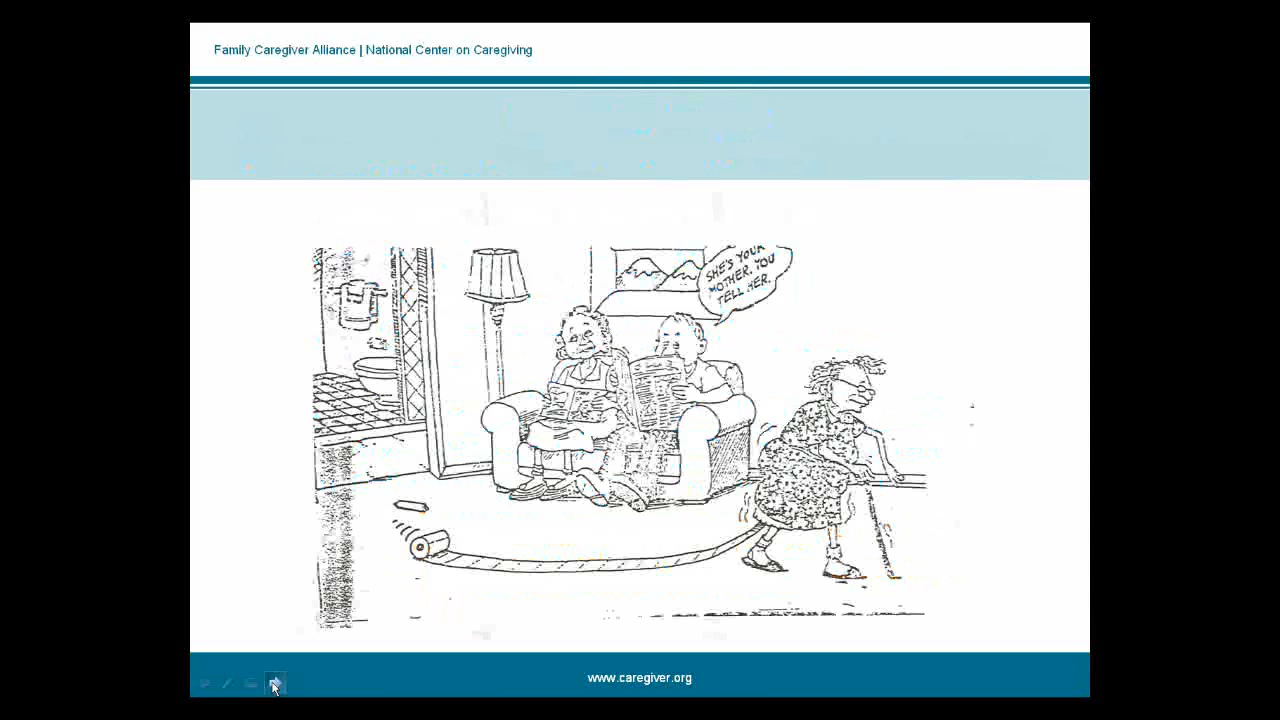 Family Caregiver Alliance | National Center on Caregiving
SHE'S YOUR
MOTHER. YOU
TELL HER.
www.caregiver.org